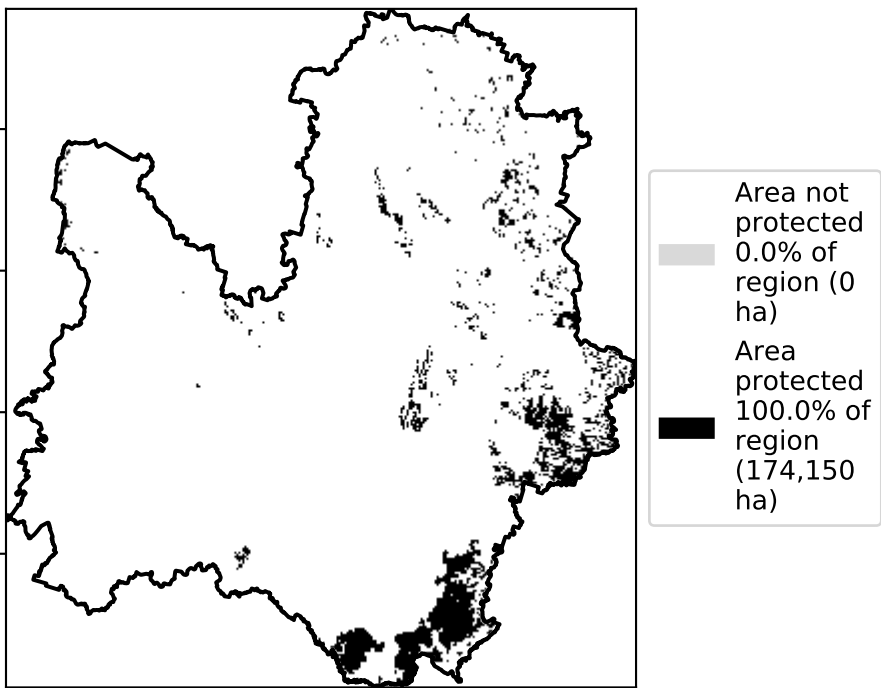 Area not
protected
0.0% of
region (0
ha)
Area
protected
100.0% of
region
(174,150
ha)